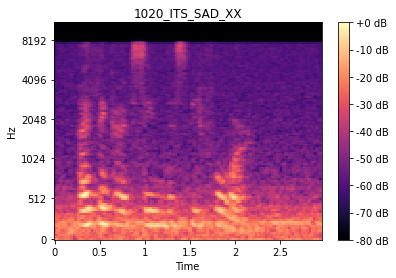 1020_ITS_SAD_XX
+0 dB
8192
-10 dB
4096
-20 dB
-30 dB
2048
Hz
-40 dB
1024
-50 dB
-60 dB
512
-70 dB
0
-80 dB
0 0.5 1 1.5 2 2.5
Time